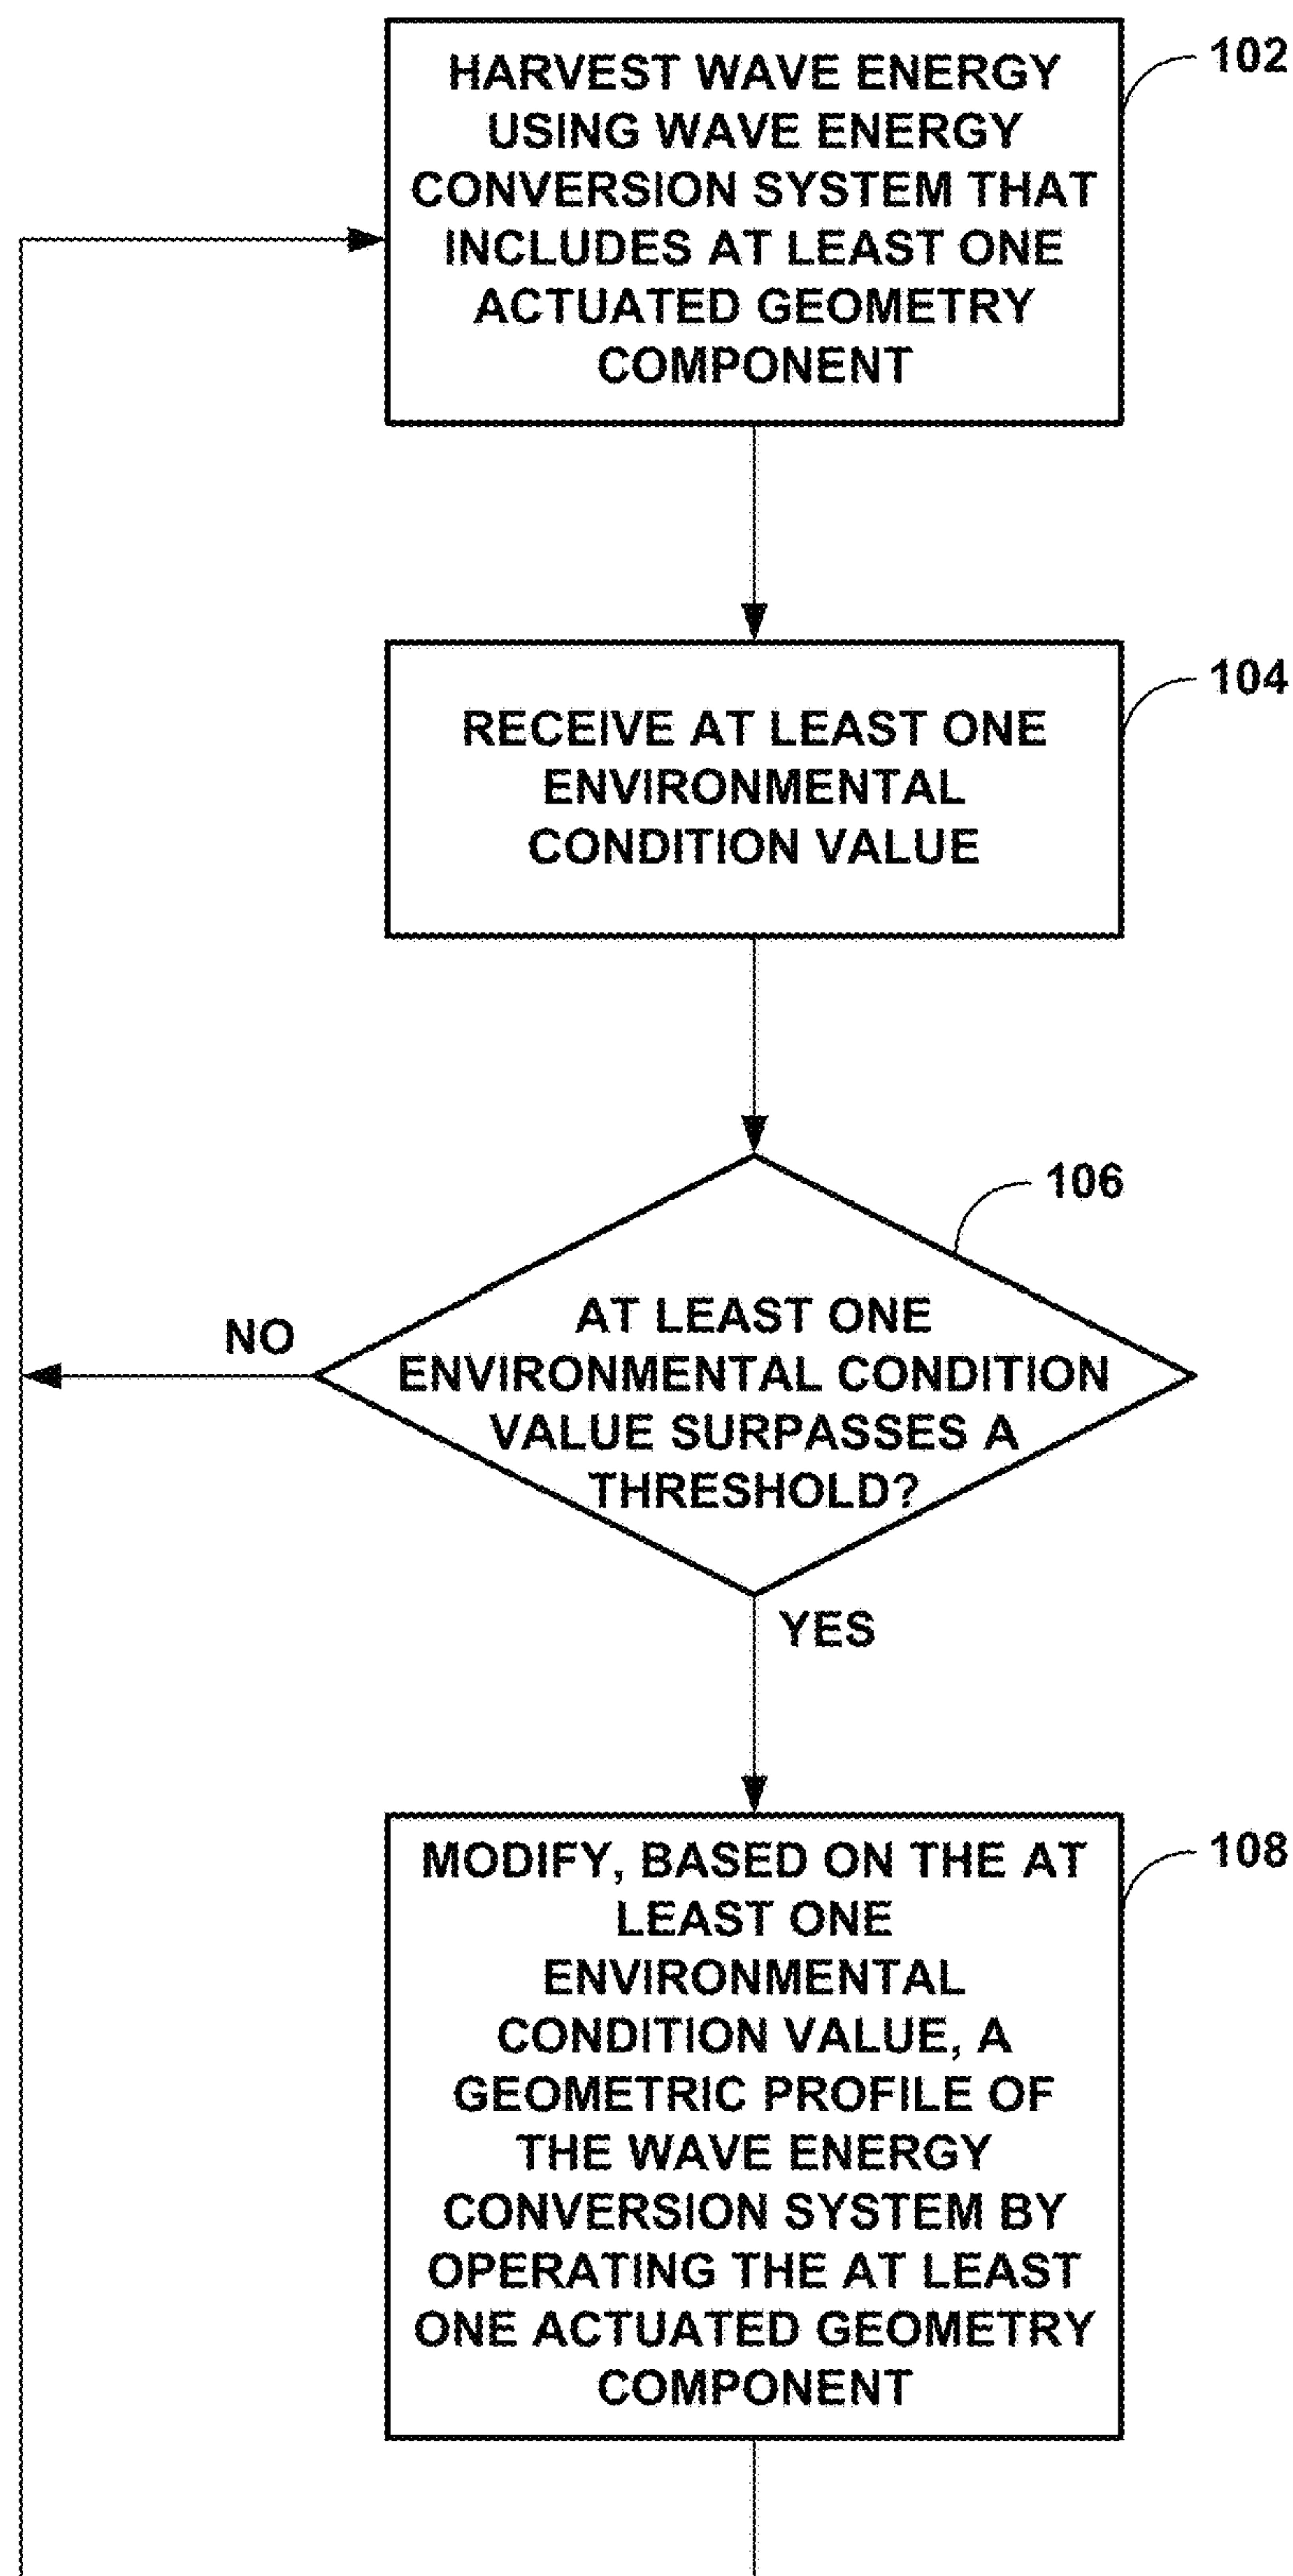 HARVEST WAVE ENERGY
USING WAVE ENERGY
CONVERSION SYSTEM THAT
INCLUDES AT LEAST ONE
ACTUATED GEOMETRY
COMPONENT
102
RECEIVE AT LEAST ONE
ENVIRONMENTAL
CONDITION VALUE
104
106
AT LEAST ONE
ENVIRONMENTAL CONDITION
VALUE SURPASSES A
THRESHOLD?
NO
YES
MODIFY, BASED ON THE AT
LEAST ONE
ENVIRONMENTAL
CONDITION VALUE, A
GEOMETRIC PROFILE OF
THE WAVE ENERGY
CONVERSION SYSTEM BY
OPERATING THE AT LEAST
ONE ACTUATED GEOMETRY
COMPONENT
108